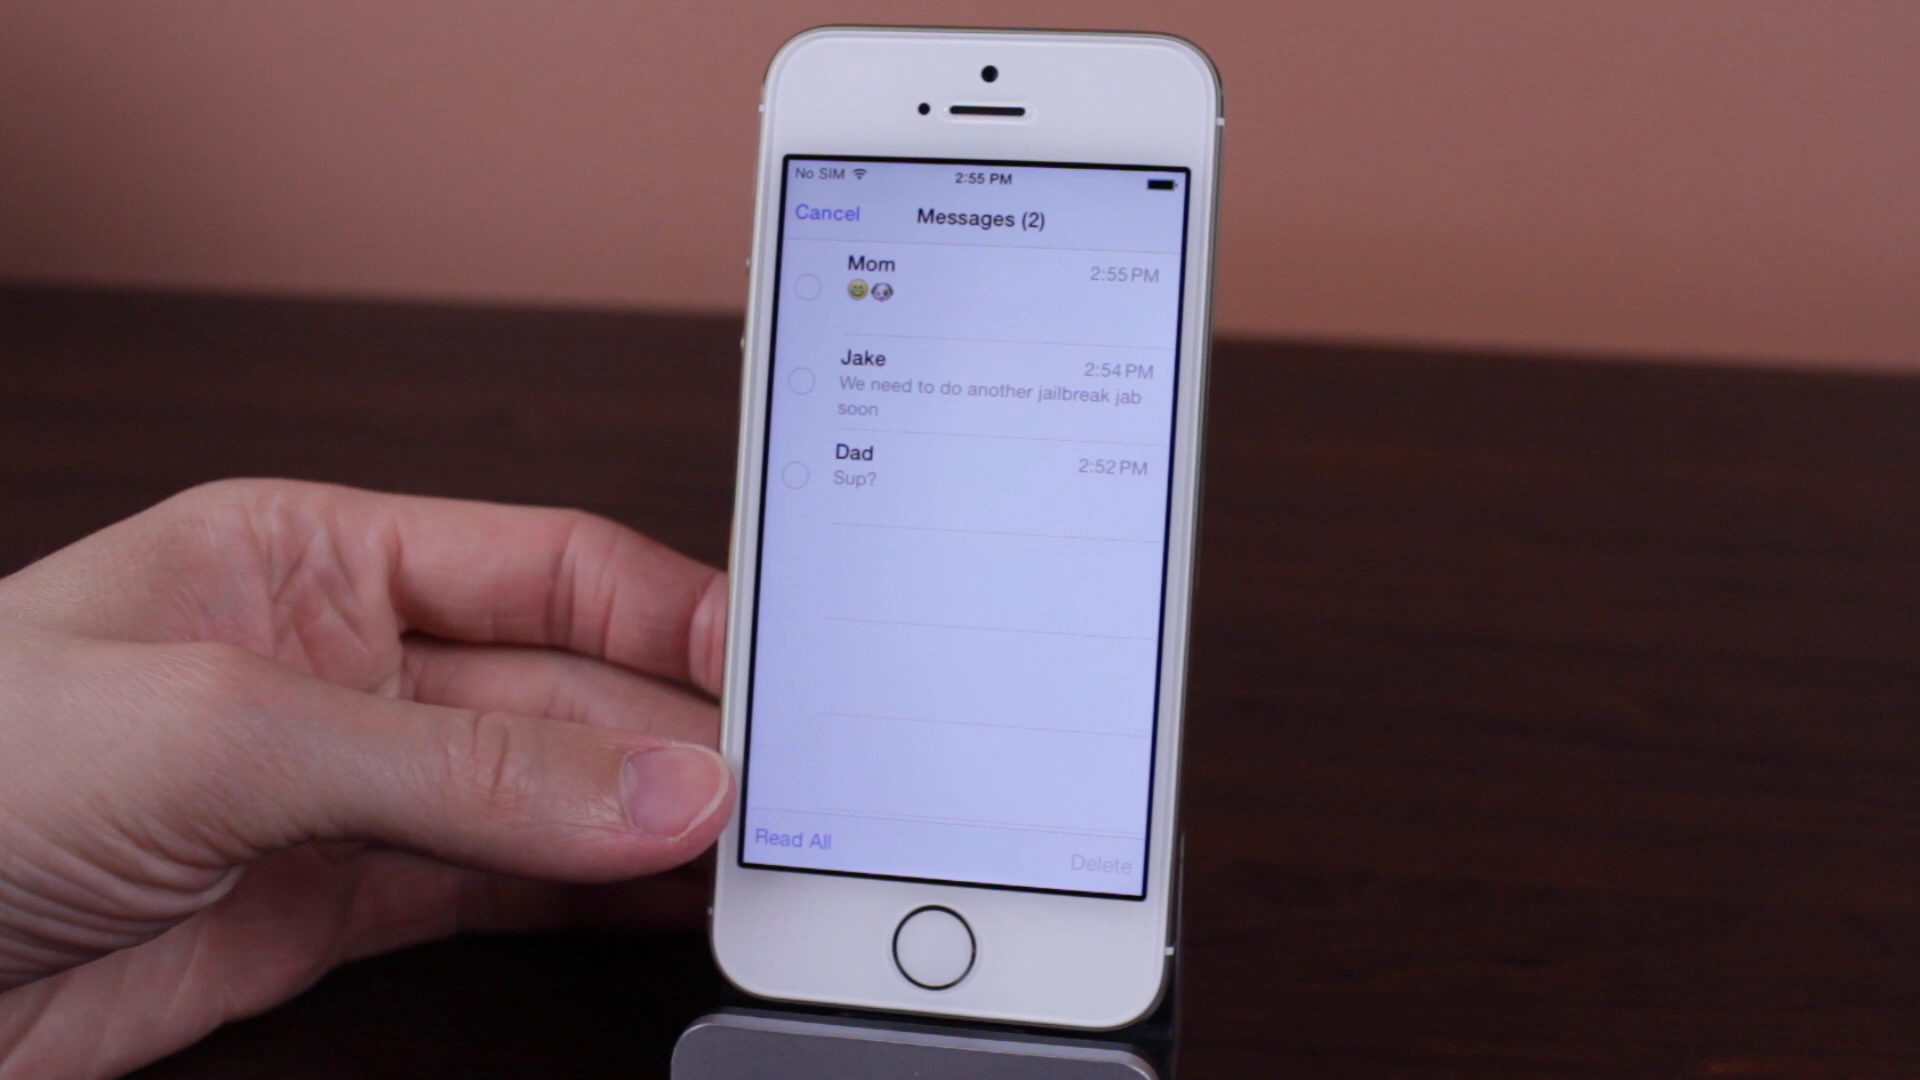 No SIM 2:55 PM
Cancel Messages (2)
Mom 2:55 PM
😄🐶
Jake 2:54 PM
We need to do another jailbreak jab
soon
Dad 2:52 PM
Sup?
Read All Delete